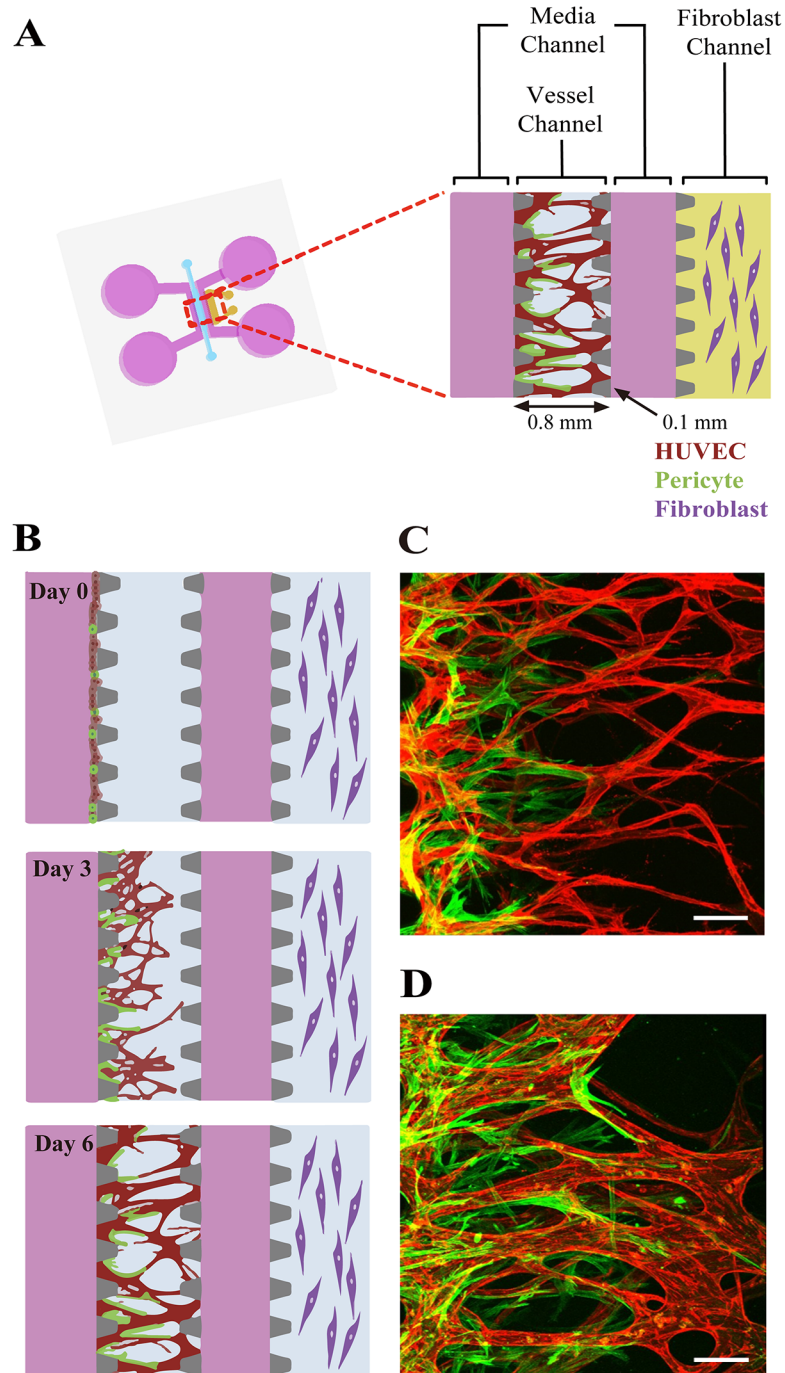 A
Media
Channel
Fibroblast
Channel
Vessel
Channel
0.8 mm
0.1 mm
HUVEC
Pericyte
Fibroblast
B
Day 0
Day 3
Day 6
C
D